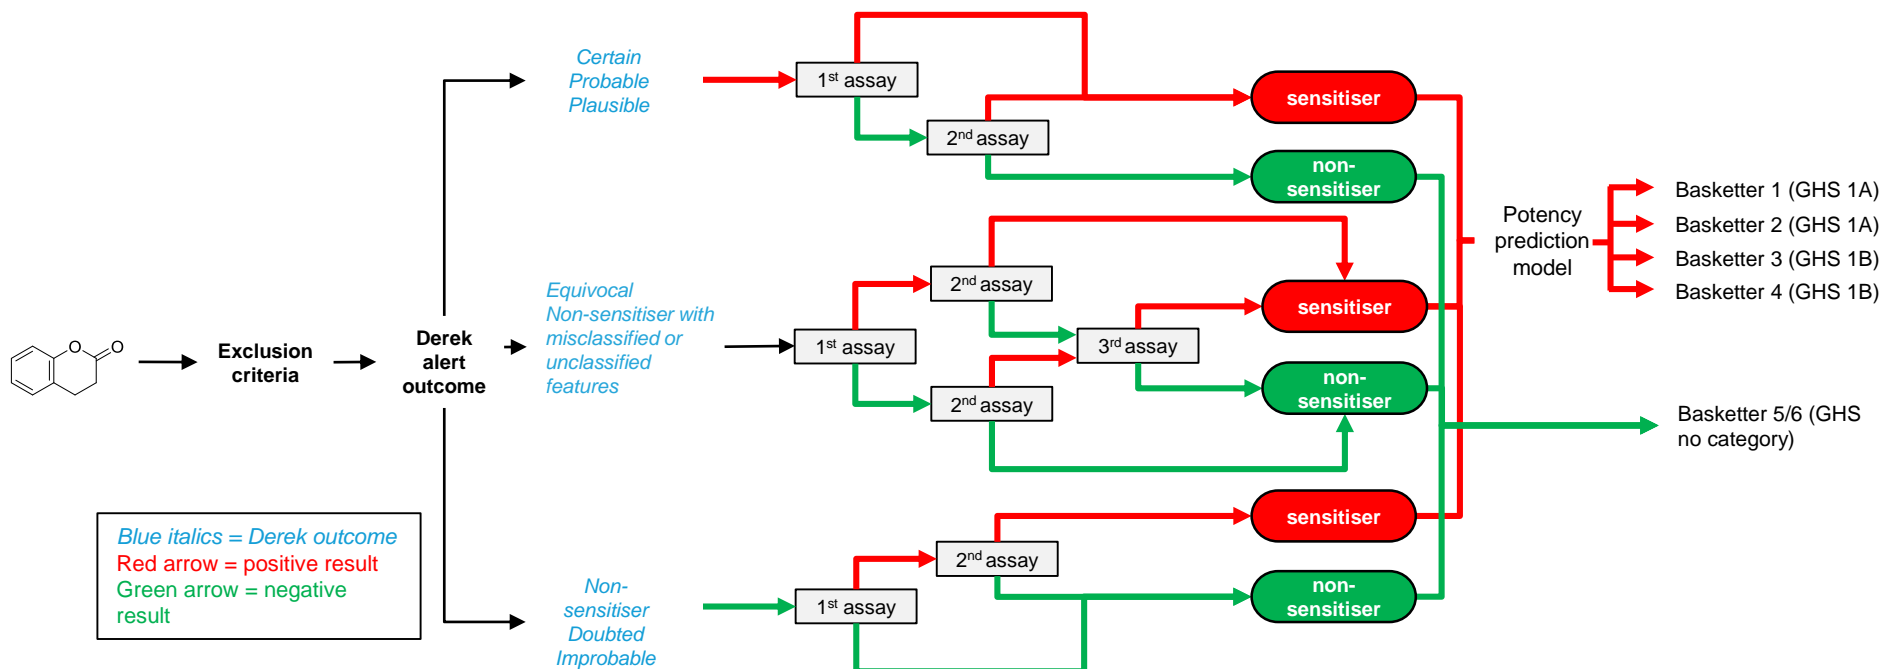 Certain
Probable
Plausible
1st assay
2nd assay
sensitiser
non-
sensitiser
Equivocal
Non-sensitiser with
misclassified or
unclassified
features
1st assay
2nd assay
2nd assay
3rd assay
sensitiser
non-
sensitiser
O
O
Exclusion
criteria
Derek
alert
outcome
Non-
sensitiser
Doubted
Improbable
1st assay
2nd assay
sensitiser
non-
sensitiser
Potency
prediction
model
Basketter 1 (GHS 1A)
Basketter 2 (GHS 1A)
Basketter 3 (GHS 1B)
Basketter 4 (GHS 1B)
Basketter 5/6 (GHS
no category)
Blue italics = Derek outcome
Red arrow = positive result
Green arrow = negative
result